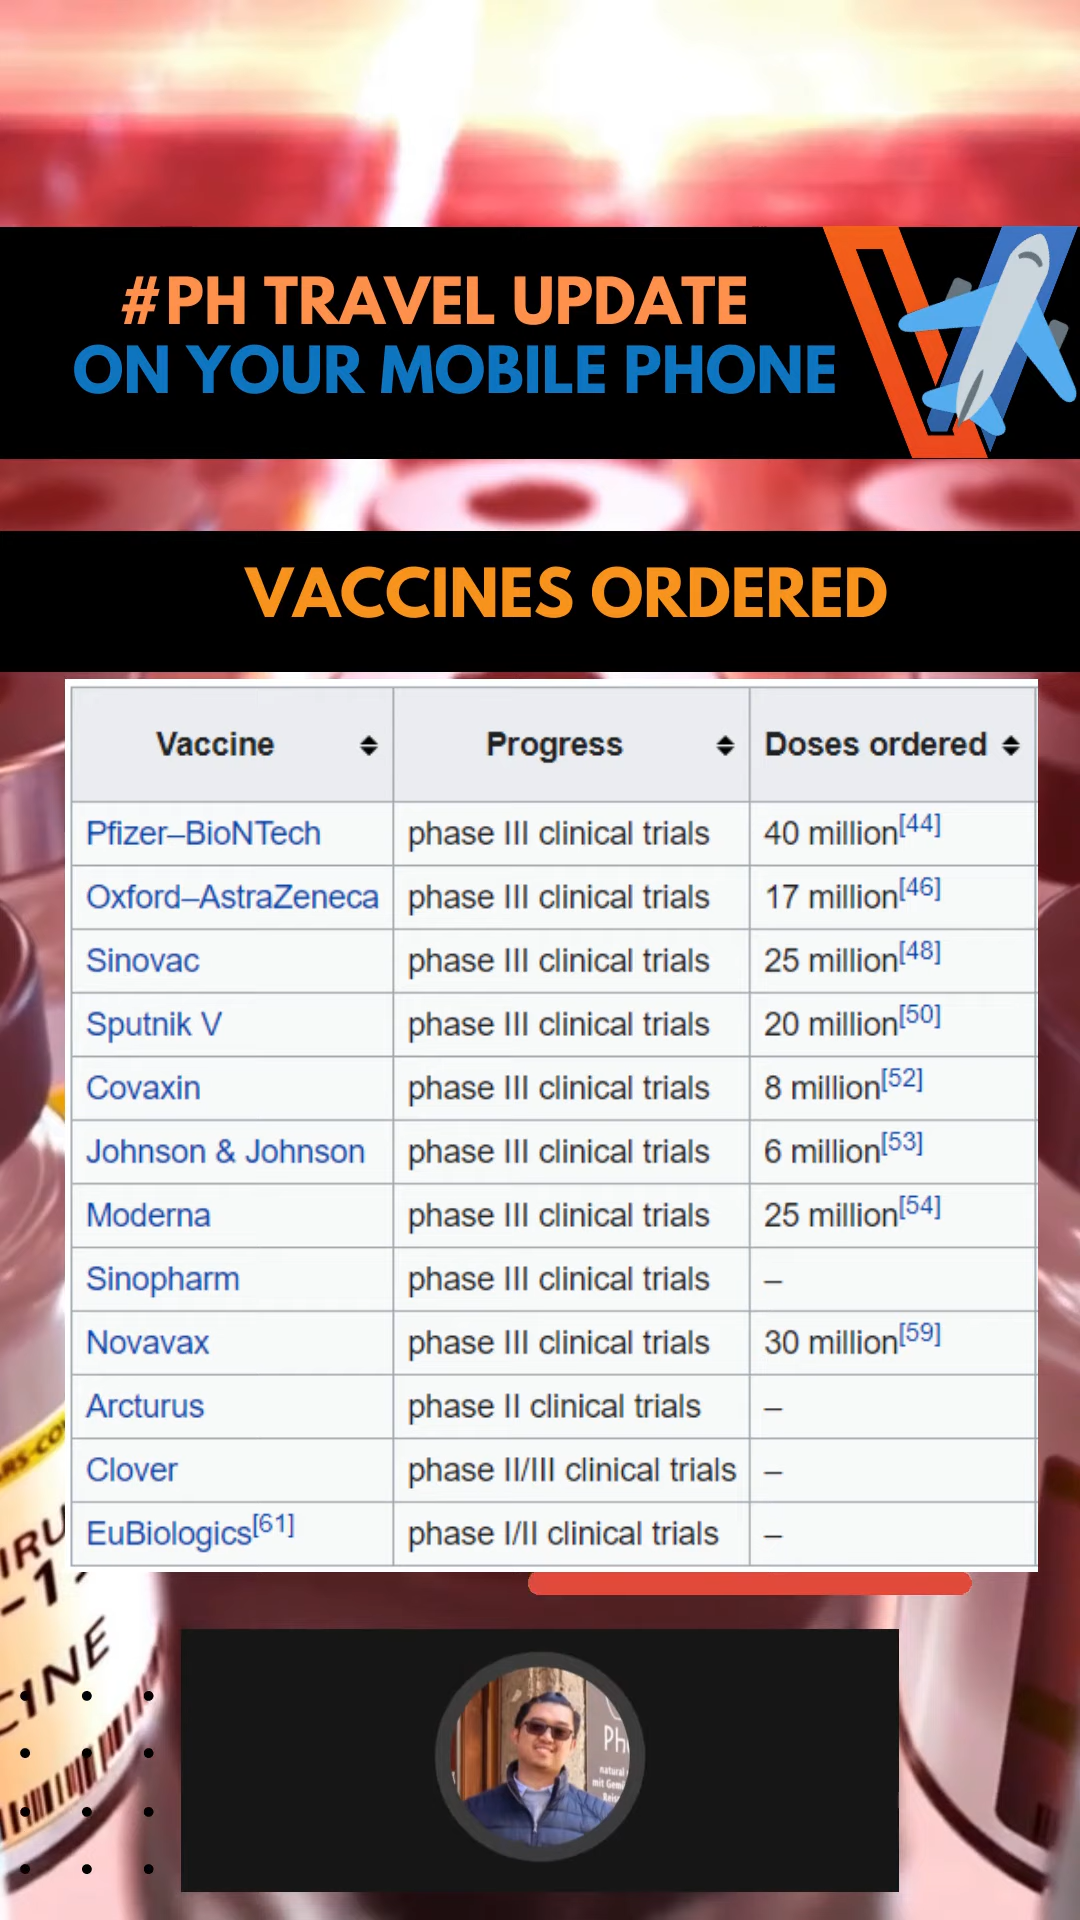 #PH TRAVEL UPDATE
ON YOUR MOBILE PHONE
VACCINES ORDERED
Vaccine Progress Doses ordered
Pfizer–BioNTech phase III clinical trials 40 million[44]
Oxford–AstraZeneca phase III clinical trials 17 million[46]
Sinovac phase III clinical trials 25 million[48]
Sputnik V phase III clinical trials 20 million[50]
Covaxin phase III clinical trials 8 million[52]
Johnson & Johnson phase III clinical trials 6 million[53]
Moderna phase III clinical trials 25 million[54]
Sinopharm phase III clinical trials –
Novavax phase III clinical trials 30 million[59]
Arcturus phase II clinical trials –
Clover phase II/III clinical trials –
EuBiologics[61] phase I/II clinical trials –
Ph
natural